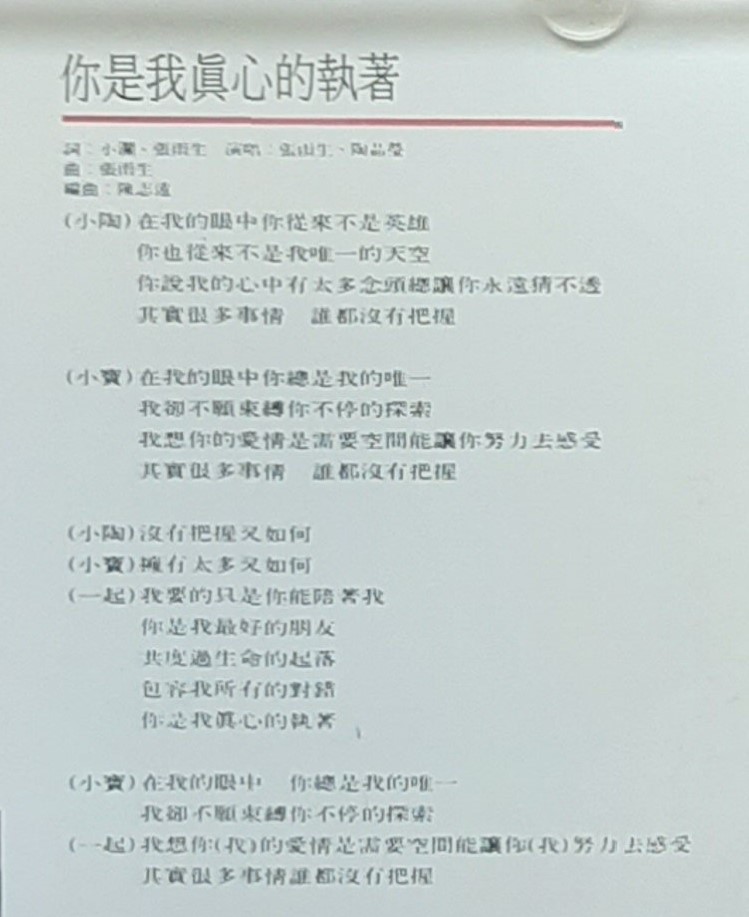 你是我眞心的執著
詞：小瀾、張雨生　演唱：張雨生、陶晶瑩
曲：張雨生
編曲：陳志遠
(小陶)在我的眼中你從來不是英雄
你也從來不是我唯一的天空
你說我的心中有太多念頭總讓你永遠猜不透
其實很多事情　誰都沒有把握
(小寶)在我的眼中你總是我的唯一
我卻不願束縛你不停的探索
我想你的愛情是需要空間能讓你努力去感受
其實很多事情　誰都沒有把握
(小陶)沒有把握又如何
(小寶)擁有太多又如何
(一起)我要的只是你能陪著我
你是我最好的朋友
共度過生命的起落
包容我所有的對錯
你是我眞心的執著
(小寶)在我的眼中　你總是我的唯一
我卻不願束縛你不停的探索
(一起)我想你(我)的愛情是需要空間能讓你(我)努力去感受
其實很多事情誰都沒有把握